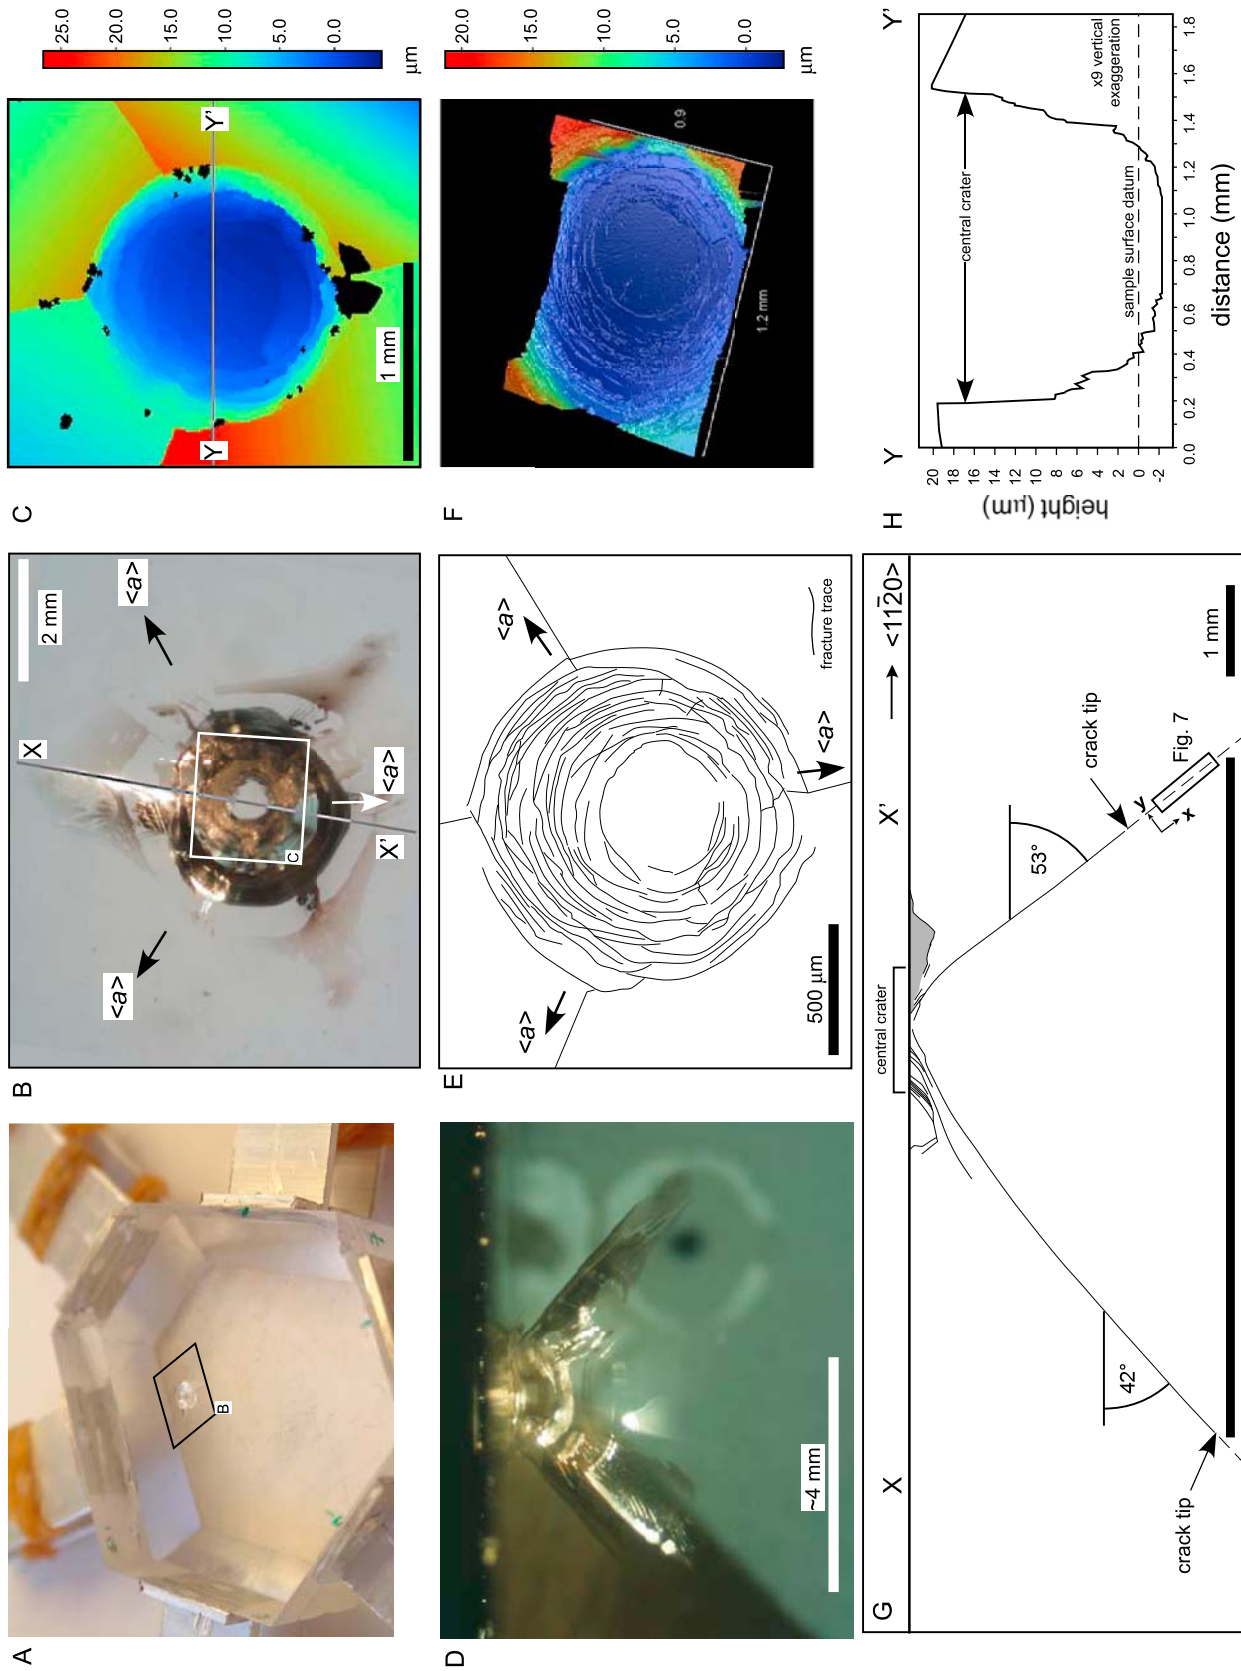 A
B
B
X
X'
<a>
<a>
<a>
2 mm
C
C
Y
Y'
1 mm
25.0
20.0
15.0
10.0
5.0
0.0
µm
D
~4 mm
E
<a>
<a>
<a>
500 µm
fracture trace
F
1.2 mm
0.9
20.0
15.0
10.0
5.0
0.0
µm
G
X
X'
<112̅0>
central crater
42°
53°
crack tip
crack tip
y
x
Fig. 7
1 mm
H
Y
Y'
central crater
sample surface datum
x9 vertical
exaggeration
height (µm)
20
18
16
14
12
10
8
6
4
2
0
-2
0.0
0.2
0.4
0.6
0.8
1.0
1.2
1.4
1.6
1.8
distance (mm)